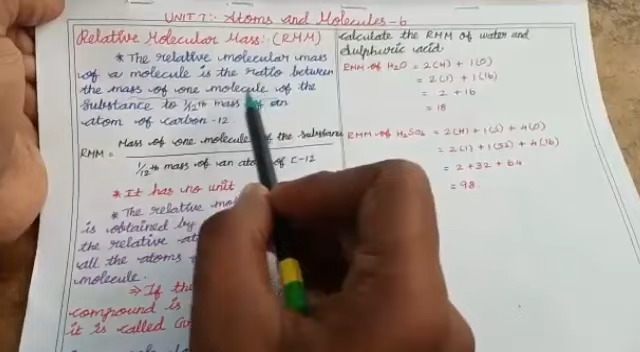 UNIT 7: Atoms and Molecules - 6
Relative Molecular Mass: (RMM)
* The relative molecular mass
of a molecule is the ratio between
the mass of one molecule of the
Substance to 1/12th mass of an
atom of carbon-12
RMM = Mass of one molecule of the substance
1/12th mass of an atom of C-12
* It has no unit
* The relative
is obtained by
the relative
all the atoms
molecule.
⇒ If the
compound is
it is called
Calculate the RMM of water and
Sulphuric acid.
RMM of H2O = 2(H) + 1(O)
= 2(1) + 1(16)
= 2 + 16
= 18
RMM of H2SO4 = 2(H) + 1(S) + 4(O)
= 2(1) + 1(32) + 4(16)
= 2 + 32 + 64
= 98